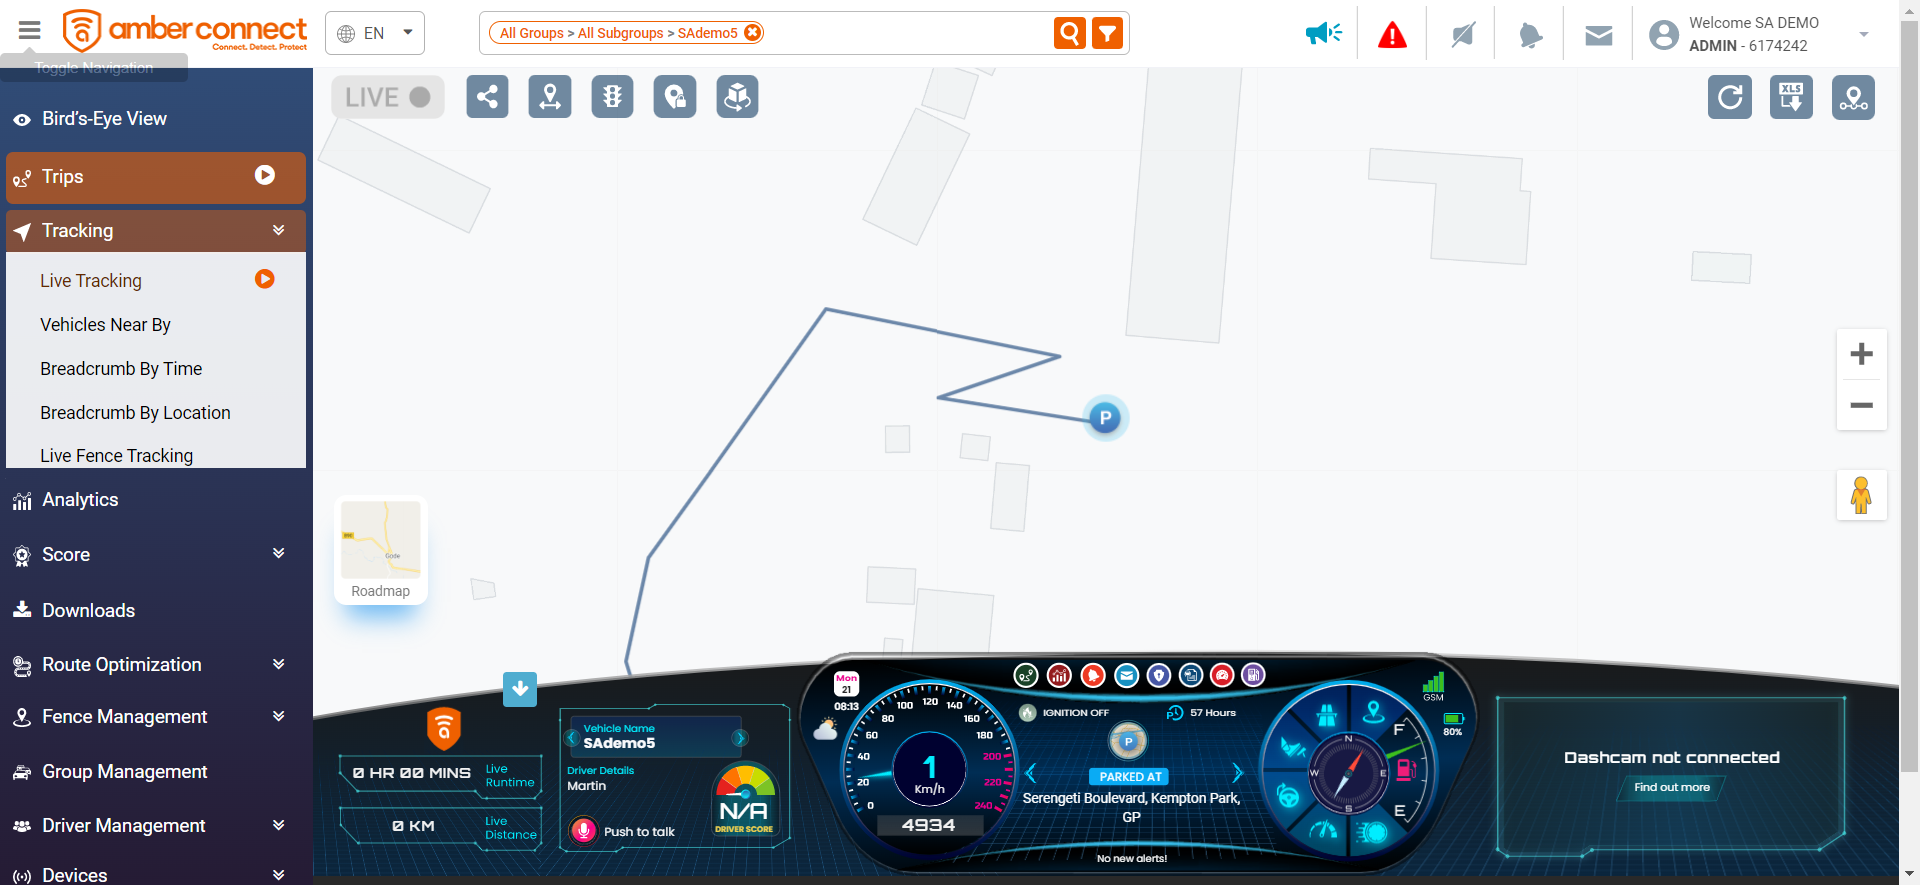 amber connect
Connect. Detect. Protect
EN
All Groups > All Subgroups > SAdemo5
Welcome SA DEMO
ADMIN - 6174242
Toggle Navigation
Bird's-Eye View
Trips
Tracking
Live Tracking
Vehicles Near By
Breadcrumb By Time
Breadcrumb By Location
Live Fence Tracking
Analytics
Score
Downloads
Route Optimization
Fence Management
Group Management
Driver Management
Devices
LIVE
XLS
P
Gode
Roadmap
0 HR 00 MINS
Live Runtime
0 KM
Live Distance
Vehicle Name
SAdemo5
Driver Details
Martin
Push to talk
N/A
DRIVER SCORE
Mon
21
08:13
0
20
40
60
80
100
120
140
160
180
200
220
240
1
Km/h
4934
IGNITION OFF
57 Hours
P
PARKED AT
Serengeti Boulevard, Kempton Park,
GP
No new alerts!
N
E
S
W
F
E
GSM
80%
Dashcam not connected
Find out more